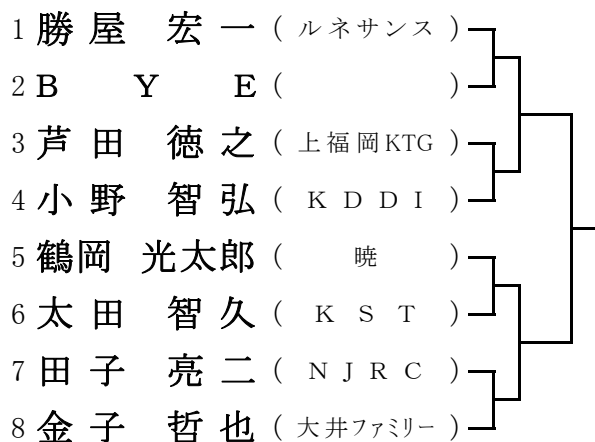 1 勝屋 宏一 ( ルネサンス )
2 B Y E ( )
3 芦田 徳之 ( 上福岡KTG )
4 小野 智弘 ( K D D I )
5 鶴岡 光太郎 ( 暁 )
6 太田 智久 ( K S T )
7 田子 亮二 ( N J R C )
8 金子 哲也 ( 大井ファミリー )